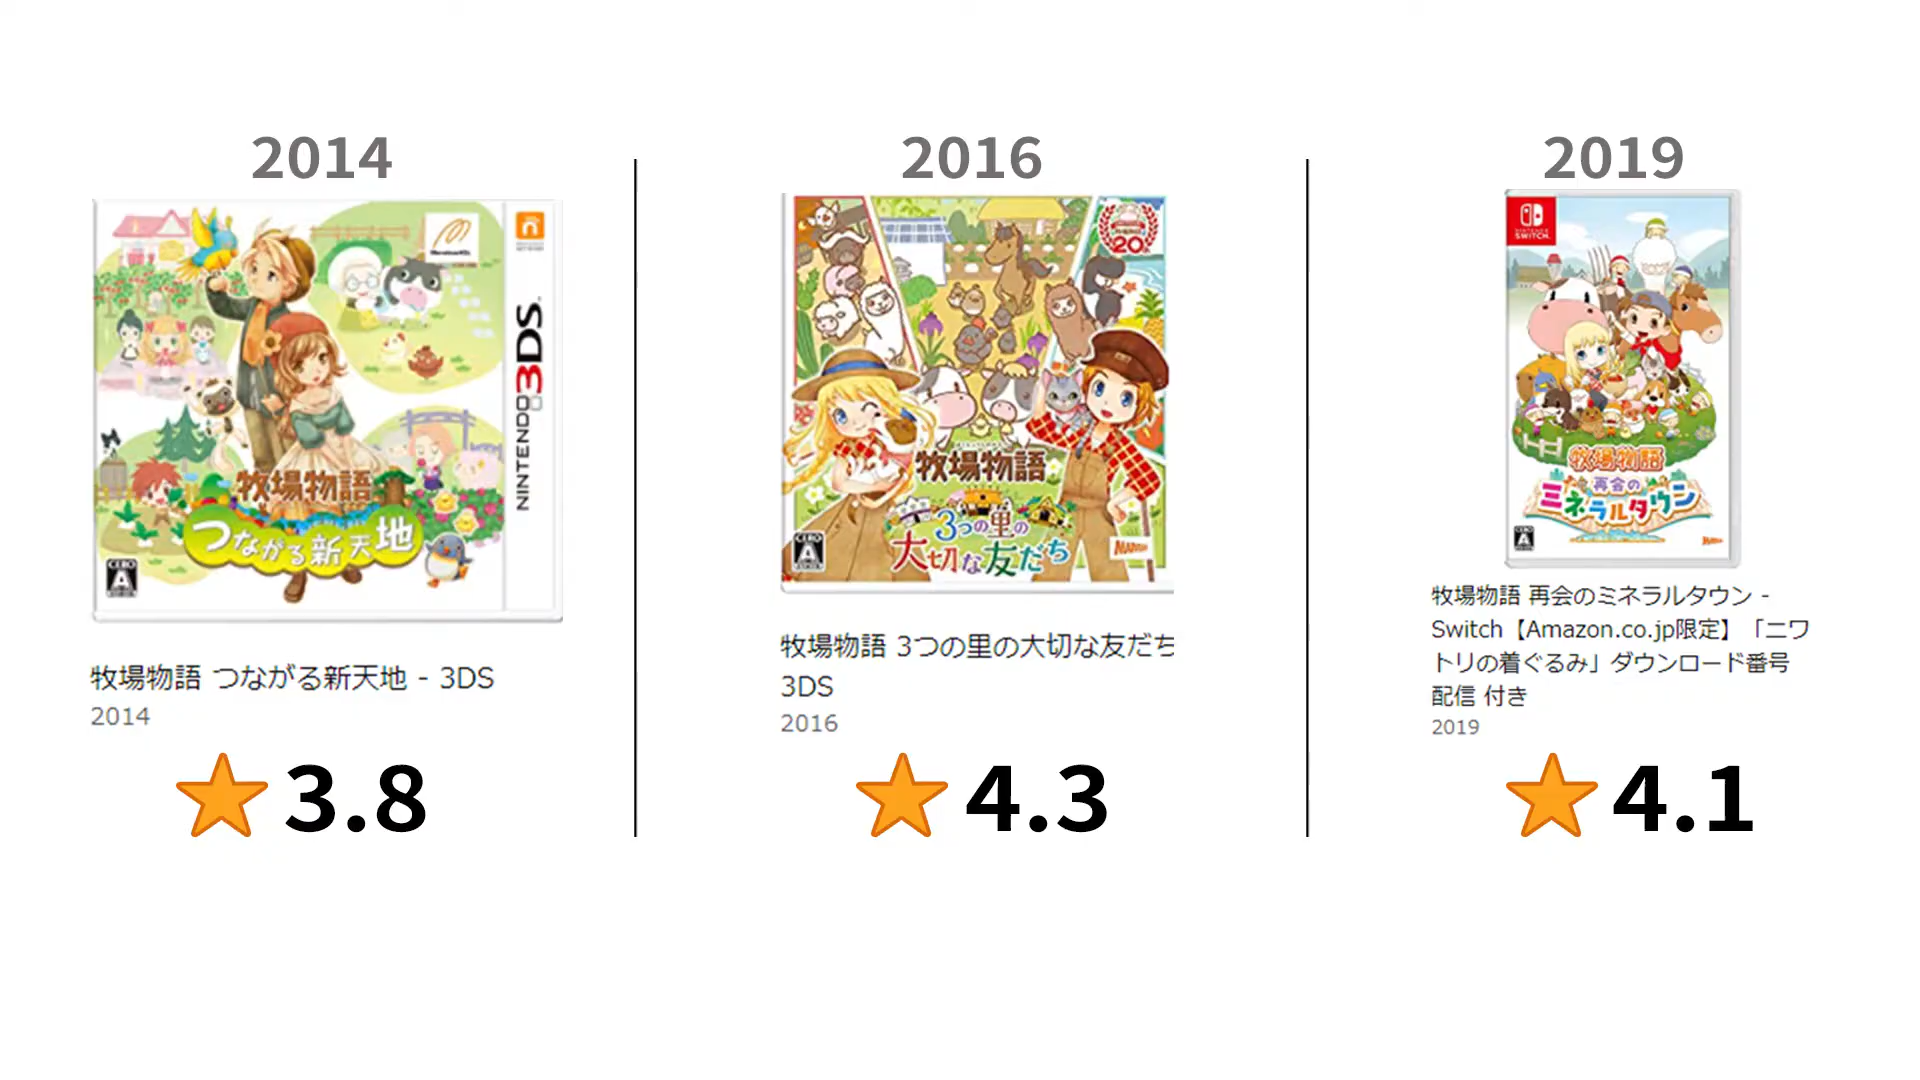 2014
NINTENDO 3DS
牧場物語
つながる新天地
CERO
A
牧場物語 つながる新天地 - 3DS
2014
3.8
2016
20
牧場物語
3つの里の
大切な友だち
CERO
A
牧場物語 3つの里の大切な友だち
3DS
2016
4.3
2019
NINTENDO
SWITCH
牧場物語
再会の
ミネラルタウン
CERO
A
牧場物語 再会のミネラルタウン -
Switch【Amazon.co.jp限定】「ニワ
トリの着ぐるみ」ダウンロード番号
配信 付き
2019
4.1